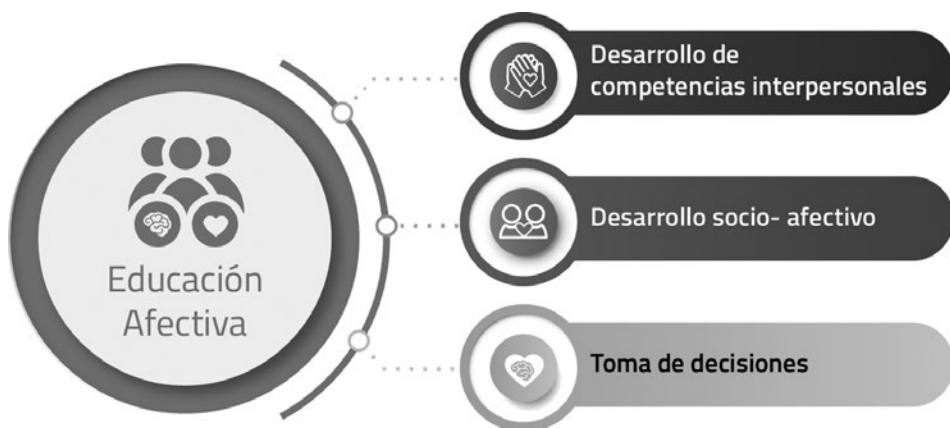 Educación
Afectiva
Desarrollo de
competencias interpersonales
Desarrollo socio- afectivo
Toma de decisiones